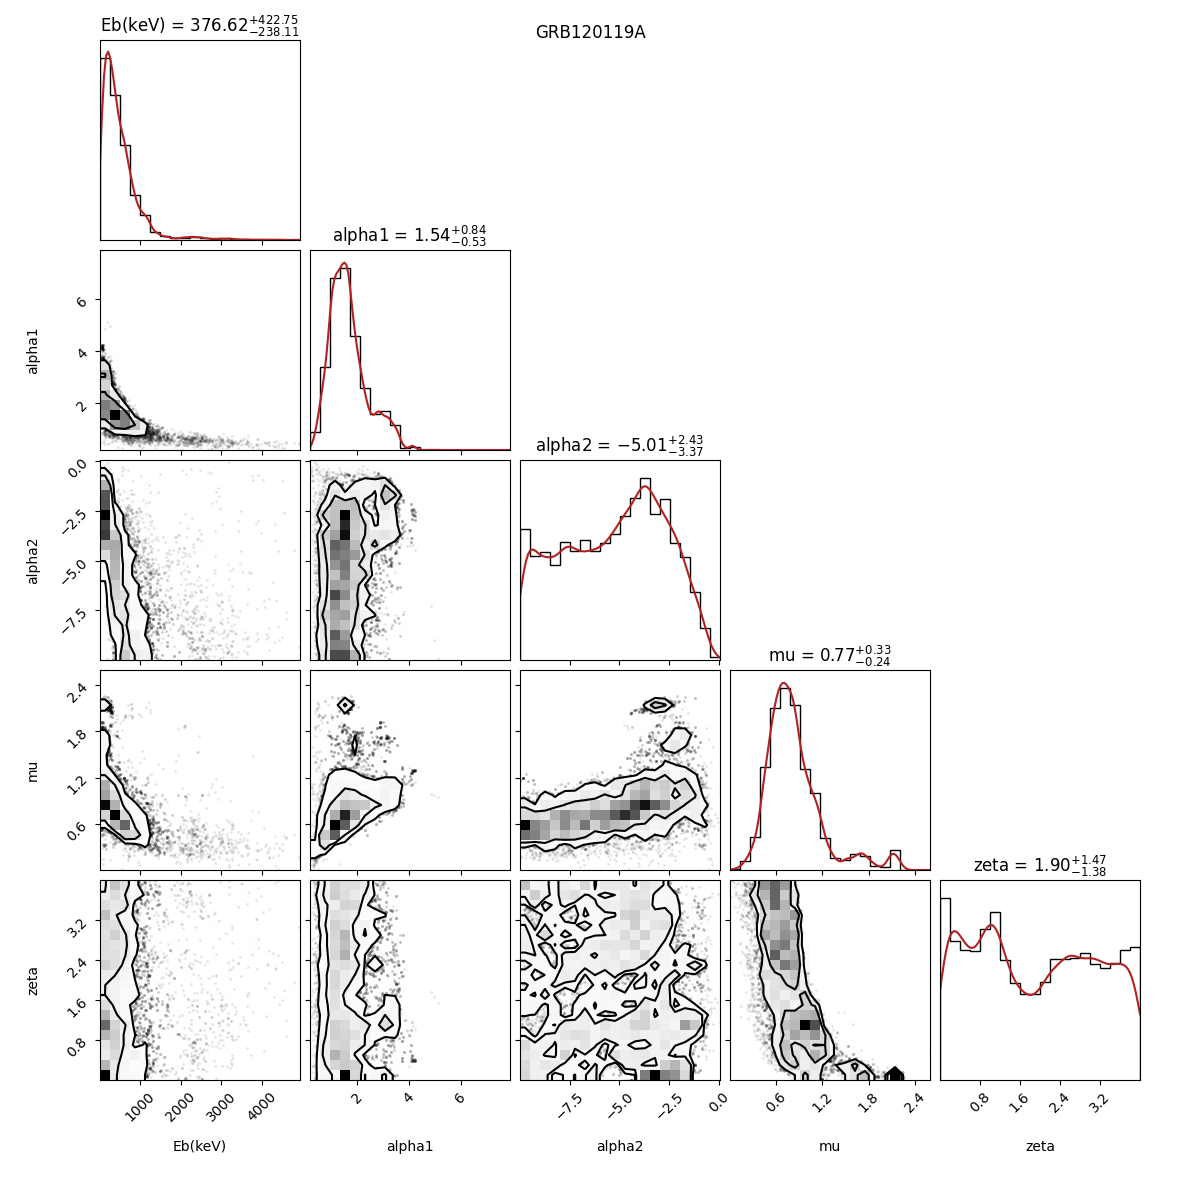 Eb(keV) = 376.62+422.75 −238.11
GRB120119A
alpha1 = 1.54+0.84 −0.53
6
4
2
alpha1
alpha2 = −5.01+2.43 −3.37
0.0
−2.5
−5.0
−7.5
alpha2
mu = 0.77+0.33 −0.24
2.4
1.8
1.2
0.6
mu
zeta = 1.90+1.47 −1.38
3.2
2.4
1.6
0.8
zeta
1000 2000 3000 4000
2 4 6
−7.5 −5.0 −2.5 0.0
0.6 1.2 1.8 2.4
0.8 1.6 2.4 3.2
Eb(keV) alpha1 alpha2 mu zeta